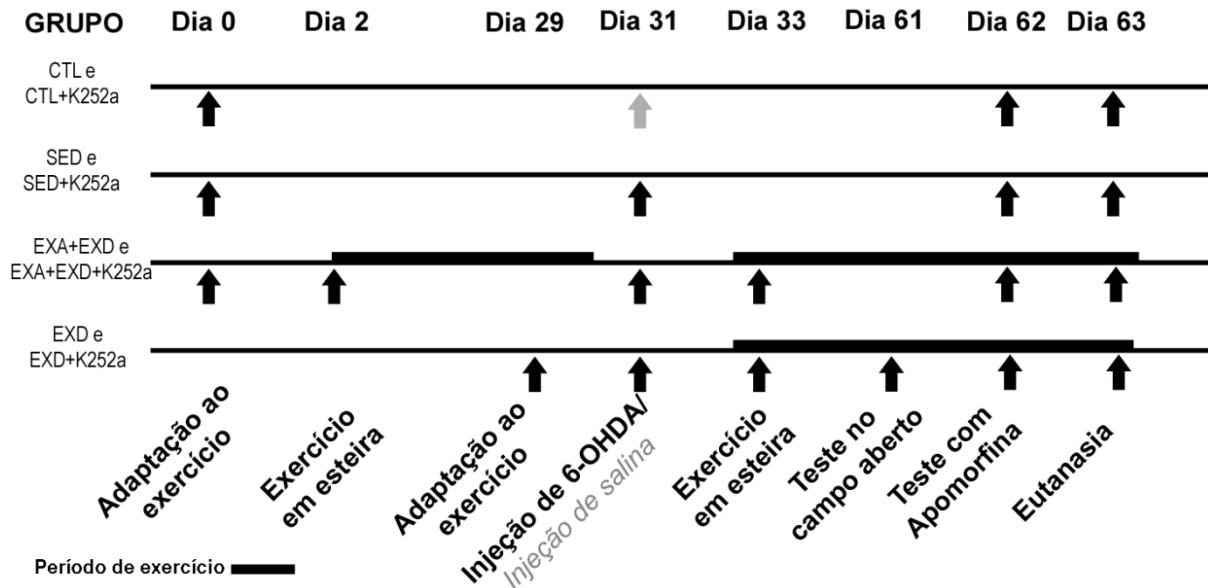 GRUPO Dia 0 Dia 2 Dia 29 Dia 31 Dia 33 Dia 61 Dia 62 Dia 63
CTL e
CTL+K252a
SED e
SED+K252a
EXA+EXD e
EXA+EXD+K252a
EXD e
EXD+K252a
Adaptação ao
exercício
Exercício
em esteira
Adaptação ao
exercício
Injeção de 6-OHDA/
Injeção de salina
Exercício
em esteira
Teste no
campo aberto
Teste com
Apomorfina
Eutanasia
Período de exercício